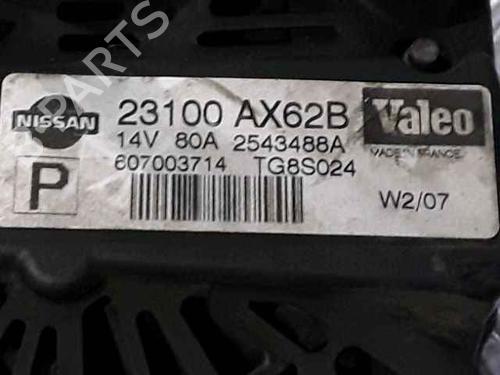 B-PARTS
NISSAN
23100 AX62B
Valeo
14V 80A 2543488A
MADE IN FRANCE
607003714 TG8S024
P
W2/07